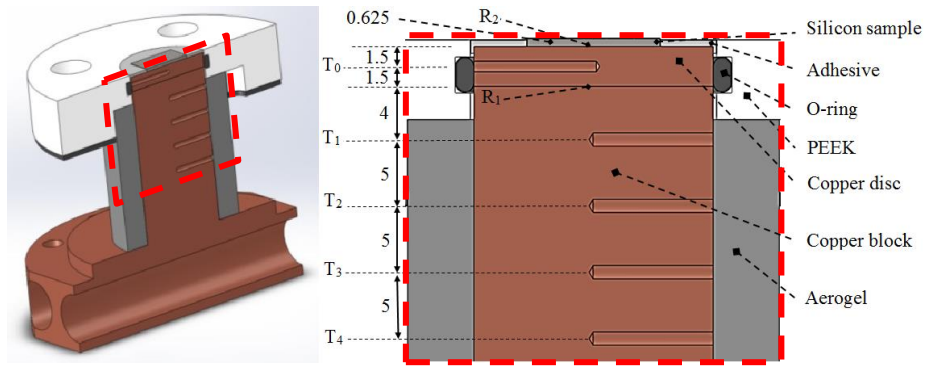 0.625
R₂
Silicon sample
1.5
T₀
1.5
Adhesive
O-ring
R₁
4
PEEK
T₁
Copper disc
5
T₂
Copper block
5
T₃
Aerogel
5
T₄